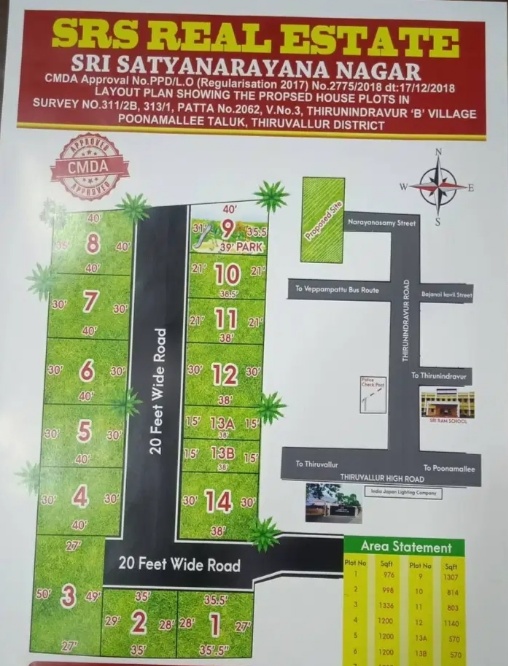 SRS REAL ESTATE
SRI SATYANARAYANA NAGAR
CMDA Approval No.PPD/L.O (Regularisation 2017) No.2775/2018 dt:17/12/2018
LAYOUT PLAN SHOWING THE PROPSED HOUSE PLOTS IN
SURVEY NO.311/2B, 313/1, PATTA No.2062, V.No.3, THIRUNINDRAVUR 'B' VILLAGE
POONAMALLEE TALUK, THIRUVALLUR DISTRICT
APPROVED
CMDA
APPROVED
N
W E
S
Proposed Site
Narayanasamy Street
To Veppampattu Bus Route
THIRUNINDRAVUR ROAD
To Thirunindravur
SRI RAM SCHOOL
To Thiruvallur
To Poonamallee
THIRUVALLUR HIGH ROAD
India Japan Lighting Company
40'
8 40'
40'
30' 7 30'
40'
30' 6 30'
40'
30' 5 30'
40'
30' 4 30'
40'
27'
50' 3 49'
27"
20 Feet Wide Road
40'
31' 9 35.5
39' PARK
21' 10 21'
38.5'
21' 11 21'
38'
30' 12 30'
38'
15' 13A 15'
38'
15' 13B 15'
38'
30' 14 30'
38'
20 Feet Wide Road
35'
29' 2 28'
35'
35.5"
28' 1 27'
35'.5"
Area Statement
Plot No Sqft Plot No Sqft
1 976 9 1307
2 998 10 814
3 1334 11 803
4 1200 12 1140
5 1200 13A 570
6 1200 13B 570